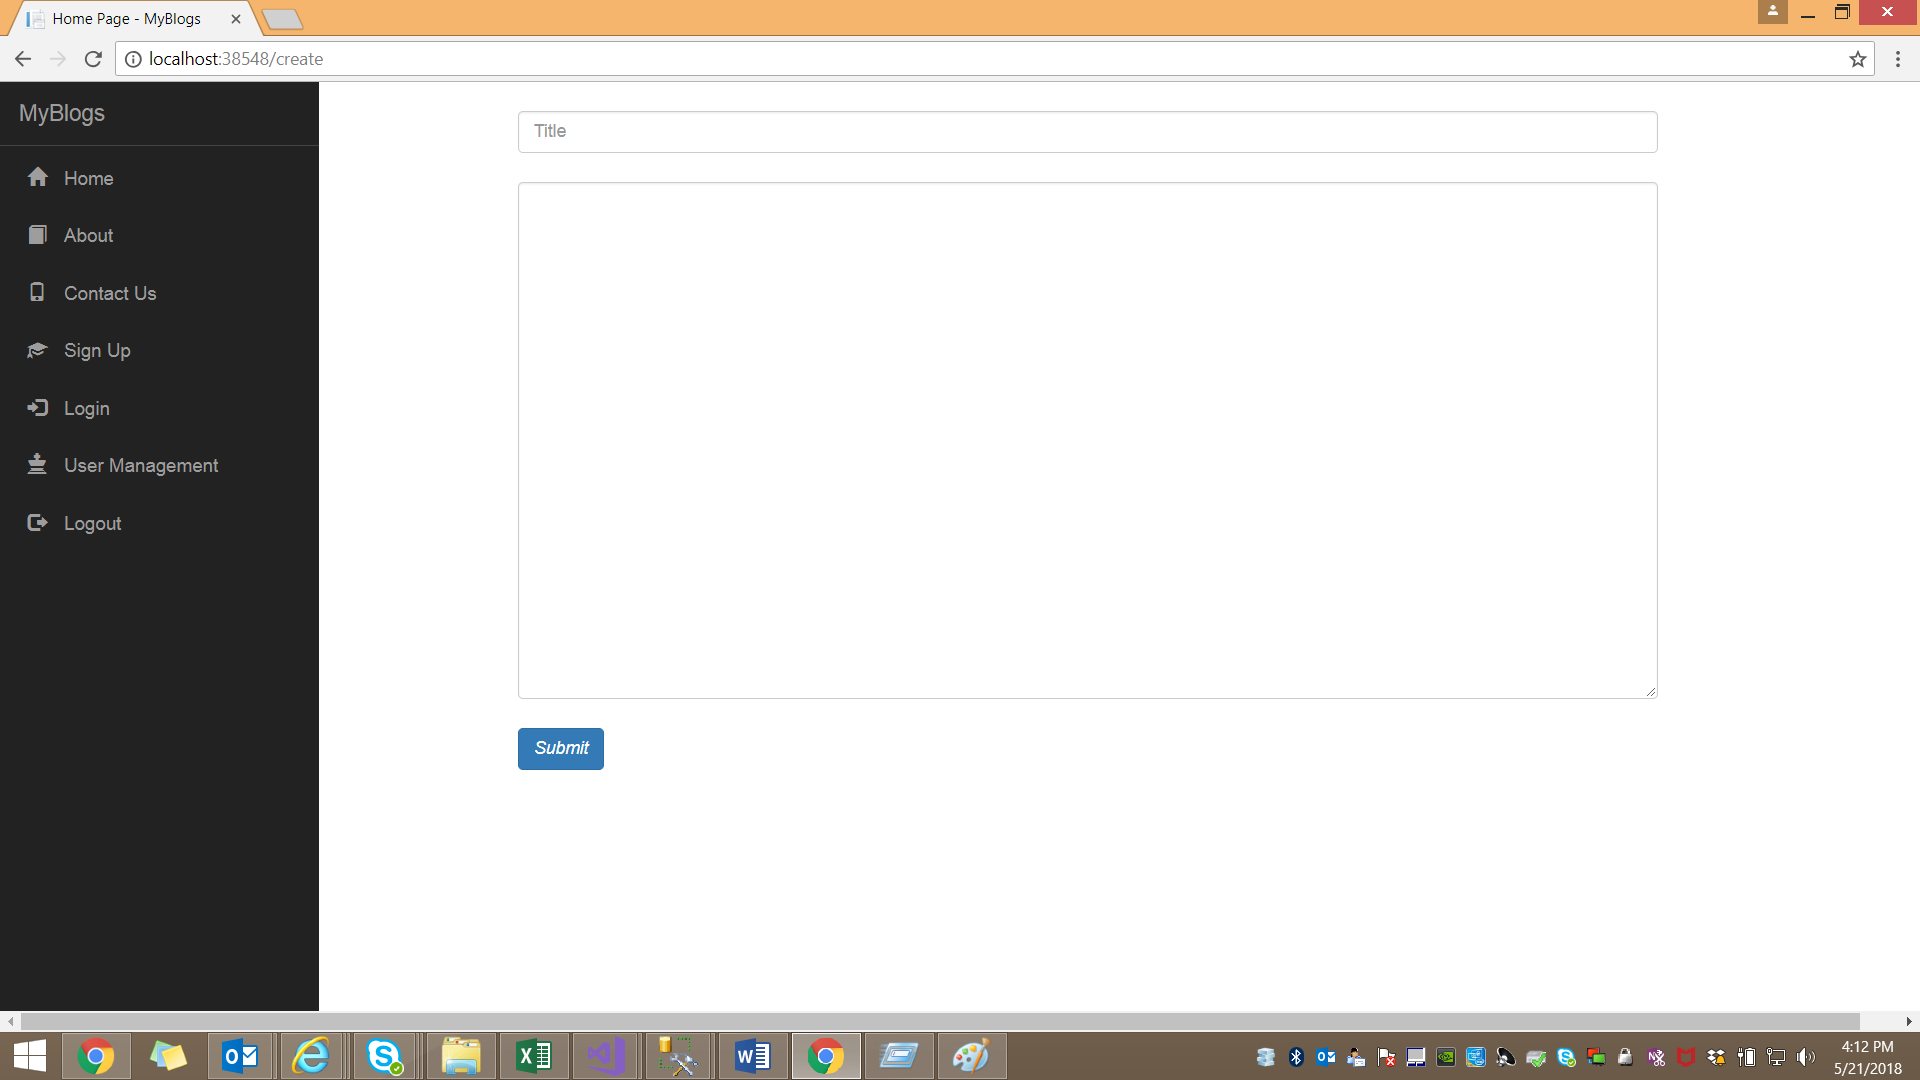 Home Page - MyBlogs
localhost:38548/create
MyBlogs
Home
About
Contact Us
Sign Up
Login
User Management
Logout
Title
Submit
4:12 PM
5/21/2018